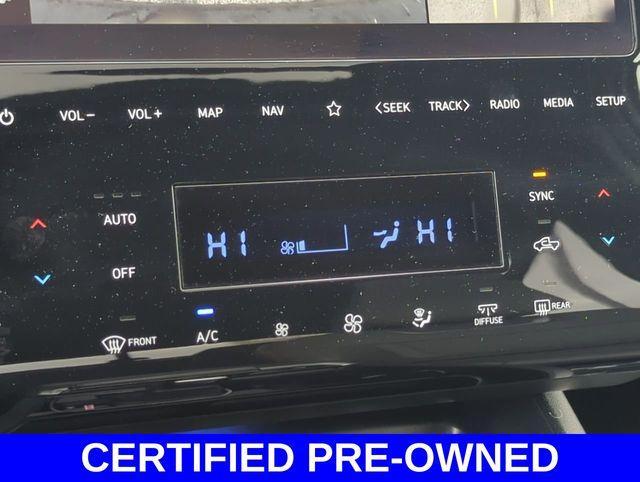 VOL− VOL+ MAP NAV ☆ <SEEK TRACK> RADIO MEDIA SETUP
AUTO SYNC
HI HI
OFF
FRONT A/C DIFFUSE REAR
CERTIFIED PRE-OWNED